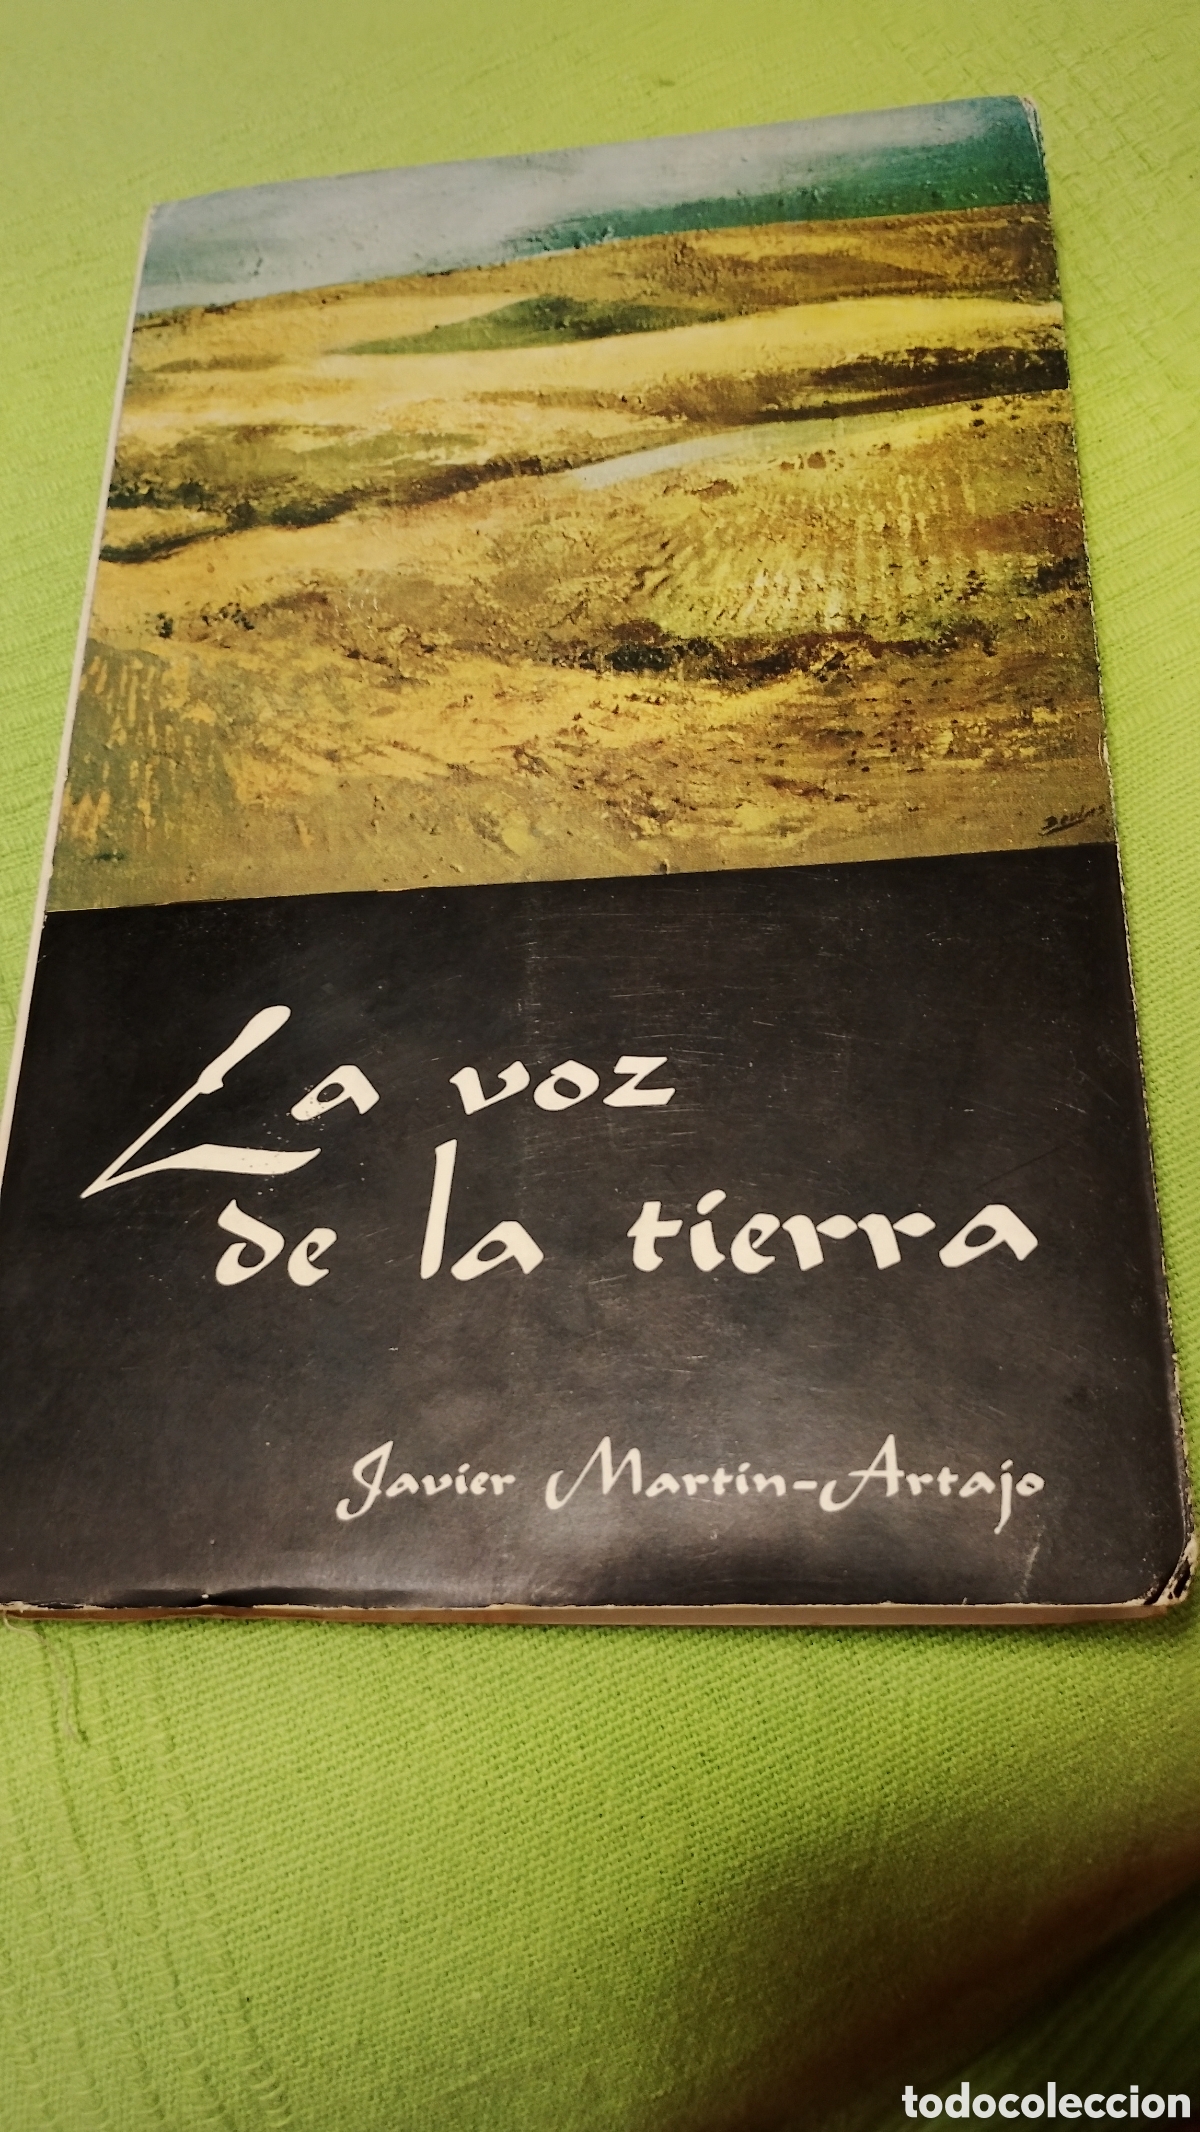 La voz
de la tierra
Javier Martín-Artajo
todocoleccion